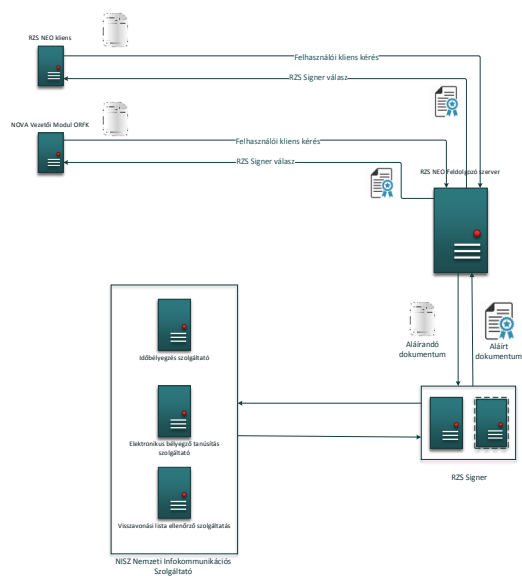 RZS NEO kliens
Felhasználói kliens kérés
RZS Signer válasz
NOVA Vezetői Modul ORFK
Felhasználói kliens kérés
RZS Signer válasz
RZS NEO Feldolgozó szerver
Aláírandó
dokumentum
Aláírt
dokumentum
Időbélyegzés szolgáltató
Elektronikus bélyegző tanúsítás
szolgáltató
Visszavonási lista ellenőrző szolgáltatás
RZS Signer
NISZ Nemzeti Infokommunikációs
Szolgáltató